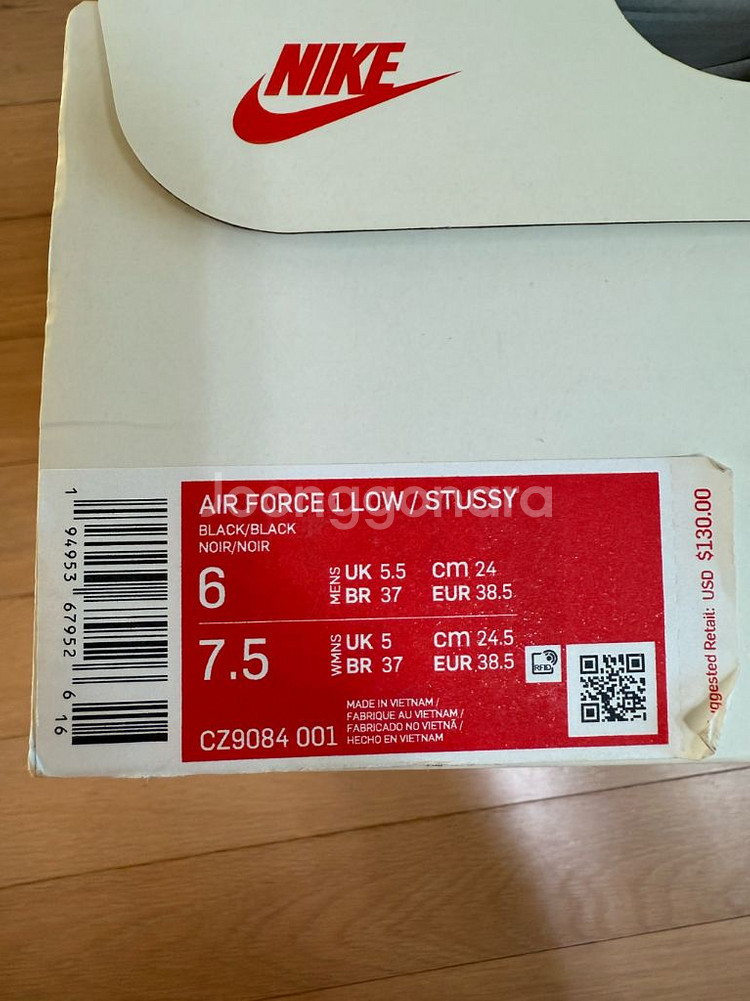 NIKE
AIR FORCE 1 LOW / STUSSY
BLACK/BLACK
NOIR/NOIR
6
MENS
UK 5.5 cm 24
BR 37 EUR 38.5
7.5
WMNS
UK 5 cm 24.5
BR 37 EUR 38.5
RFID
CZ9084 001
MADE IN VIETNAM /
FABRIQUE AU VIETNAM /
FABRICADO NO VIETNÃ /
HECHO EN VIETNAM
1 94953 67952 6 16
ggested Retail: USD $130.00
joonggonara